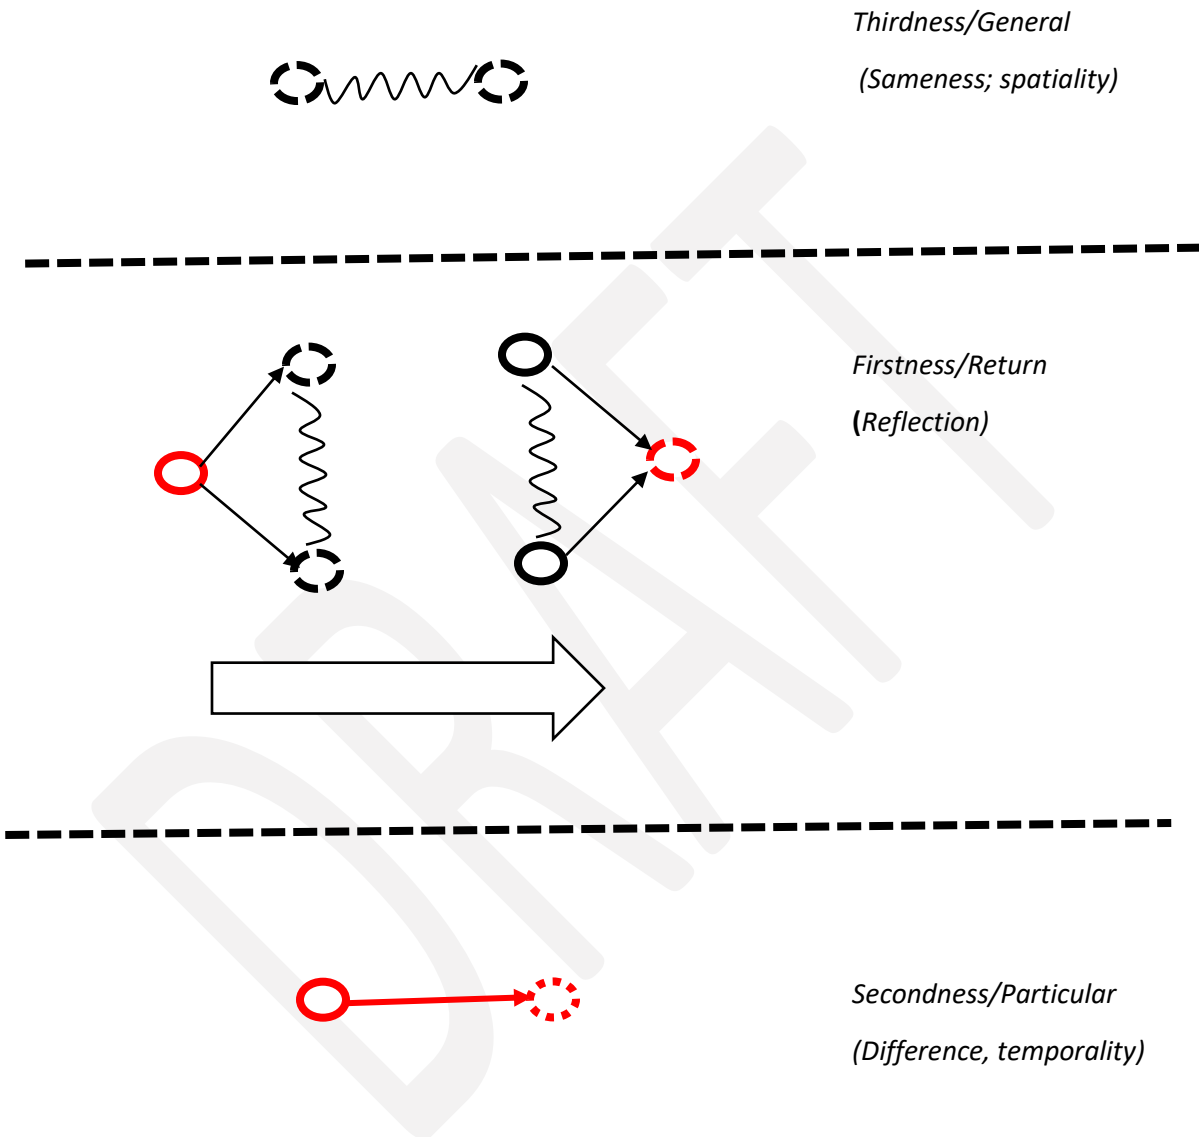 Thirdness/General
(Sameness; spatiality)
Firstness/Return
(Reflection)
Secondness/Particular
(Difference, temporality)
DRAFT